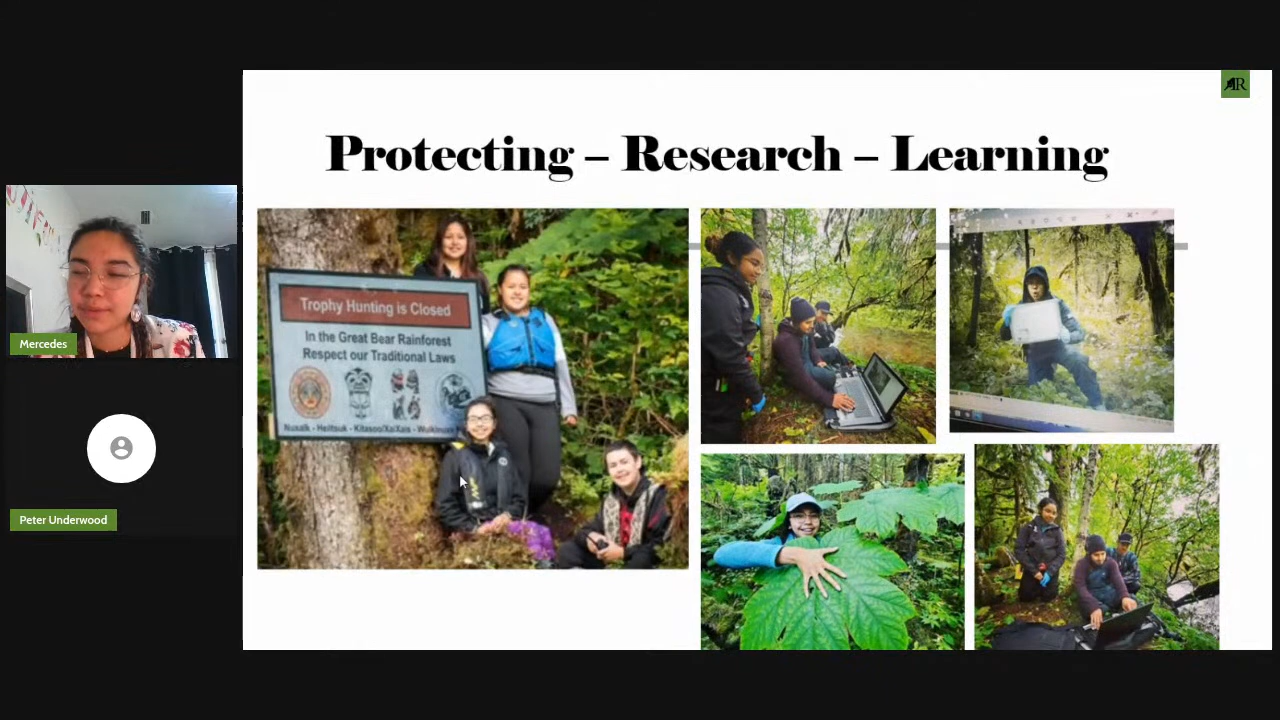 AR
Protecting – Research – Learning
Trophy Hunting is Closed
In the Great Bear Rainforest
Respect our Traditional Laws
Nuxalk - Heiltsuk - Kitasoo/Xai'Xais -
Mercedes
Peter Underwood